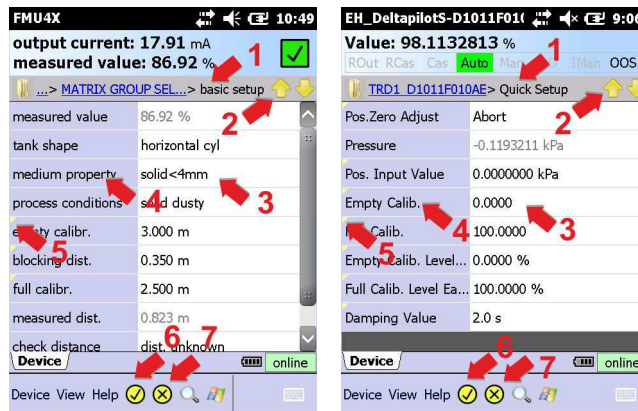 FMU4X 10:49
output current: 17.91 mA
measured value: 86.92 %
1
...> MATRIX GROUP SEL...> basic setup
2
measured value 86.92 %
tank shape horizontal cyl
medium property solid<4mm
4 3
process conditions dusty
5
calibr. 3.000 m
blocking dist. 0.350 m
full calibr. 2.500 m
measured dist. 0.823 m
6 7
check distance dist. unknown
Device online
Device View Help
EH_DeltapilotS-D1011F01( 9:06
Value: 98.1132813 %
ROut RCas Cas Auto Man IMan OOS
1
TRD1_D1011F010AE> Quick Setup
2
Pos.Zero Adjust Abort
Pressure -0.1193211 kPa
Pos. Input Value 0.0000000 kPa
Empty Calib. 0.0000
4 3
Calib. 100.0000
5
Empty Calib. Level... 0.0000 %
Full Calib. Level Ea... 100.0000 %
Damping Value 2.0 s
6
7
Device online
Device View Help